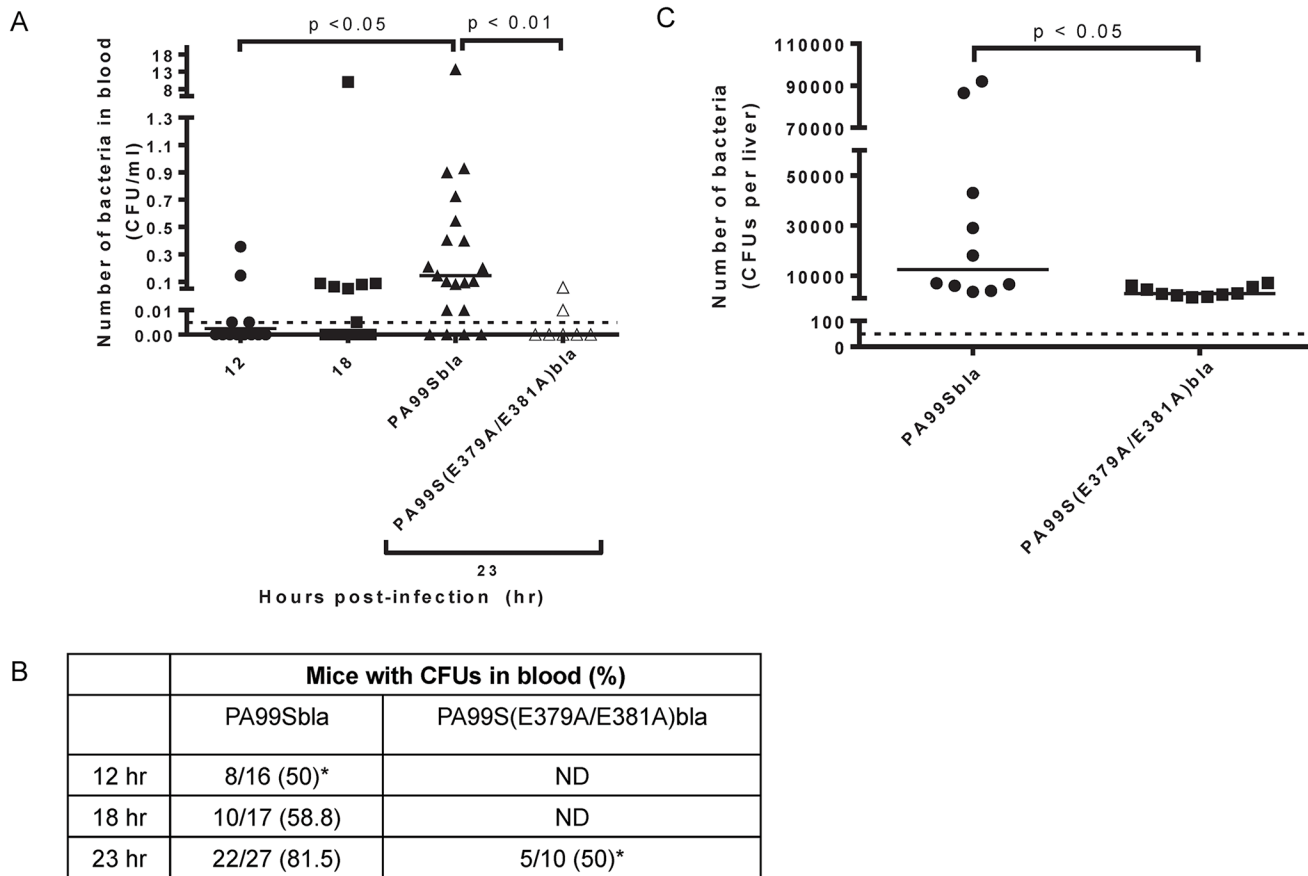 A
p <0.05
p < 0.01
Number of bacteria in blood
(CFU/ml)
18
13
8
1.3
1.1
0.9
0.7
0.5
0.3
0.1
0.01
0.00
12
18
PA99Sbla
PA99S(E379A/E381A)bla
23
Hours post-infection (hr)
C
p < 0.05
Number of bacteria
(CFUs per liver)
110000
90000
70000
50000
30000
10000
100
0
PA99Sbla
PA99S(E379A/E381A)bla
B
Mice with CFUs in blood (%)
PA99Sbla PA99S(E379A/E381A)bla
12 hr 8/16 (50)* ND
18 hr 10/17 (58.8) ND
23 hr 22/27 (81.5) 5/10 (50)*